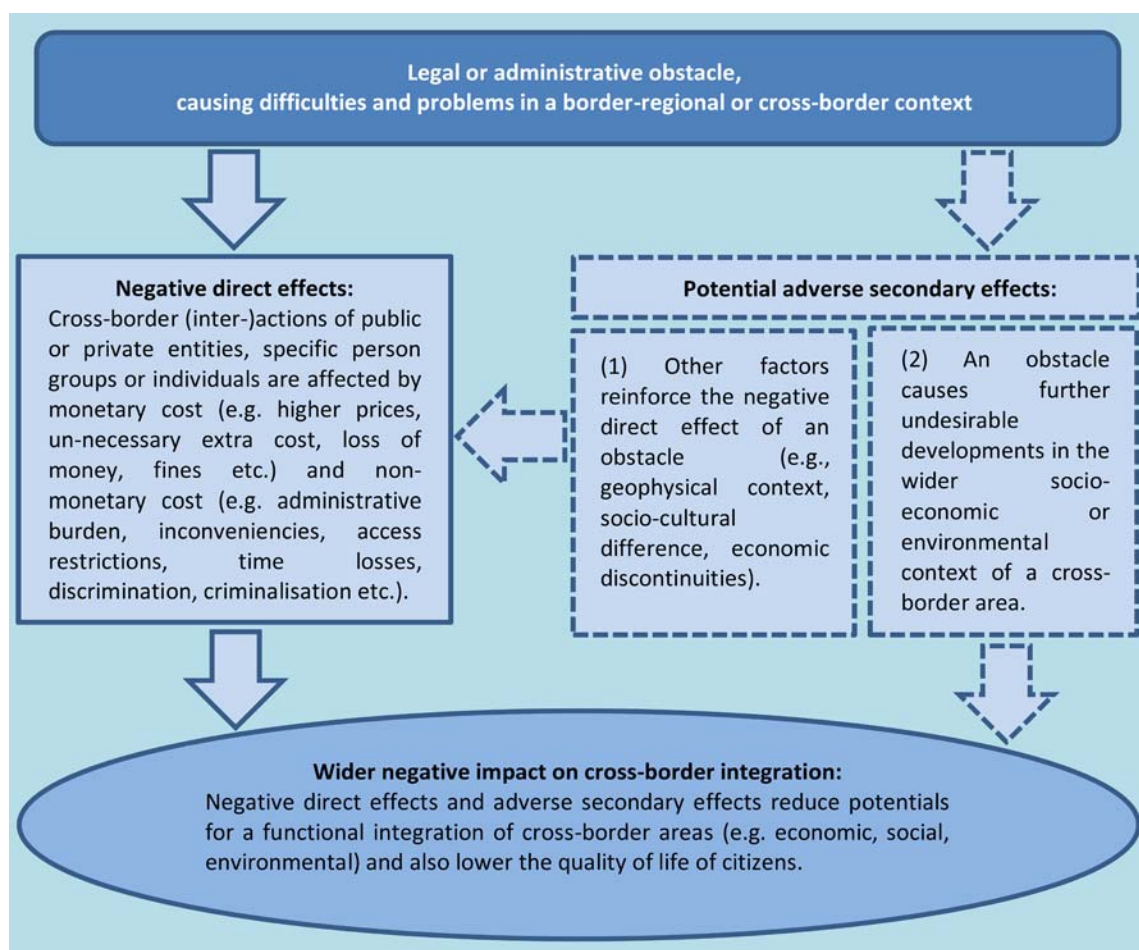 Legal or administrative obstacle,
causing difficulties and problems in a border-regional or cross-border context
Negative direct effects:
Cross-border (inter-)actions of public
or private entities, specific person
groups or individuals are affected by
monetary cost (e.g. higher prices,
un-necessary extra cost, loss of
money, fines etc.) and non-
monetary cost (e.g. administrative
burden, inconveniencies, access
restrictions, time losses,
discrimination, criminalisation etc.).
Potential adverse secondary effects:
(1) Other factors
reinforce the negative
direct effect of an
obstacle (e.g.,
geophysical context,
socio-cultural
difference, economic
discontinuities).
(2) An obstacle
causes further
undesirable
developments in the
wider socio-
economic or
environmental
context of a cross-
border area.
Wider negative impact on cross-border integration:
Negative direct effects and adverse secondary effects reduce potentials
for a functional integration of cross-border areas (e.g. economic, social,
environmental) and also lower the quality of life of citizens.